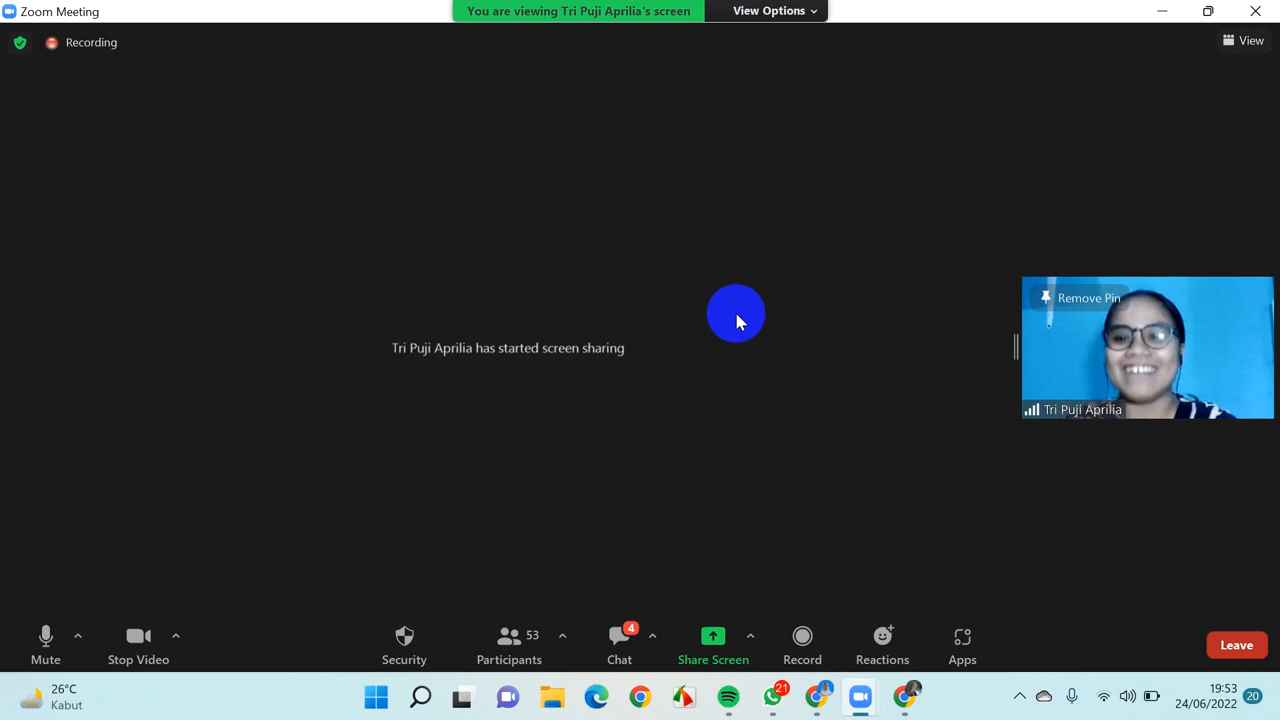 Zoom Meeting
You are viewing Tri Puji Aprilia's screen
View Options
Recording
View
Tri Puji Aprilia has started screen sharing
Remove Pin
Tri Puji Aprilia
Mute
Stop Video
Security
53
Participants
4
Chat
Share Screen
Record
Reactions
Apps
Leave
26°C
Kabut
21
19:53
24/06/2022
20